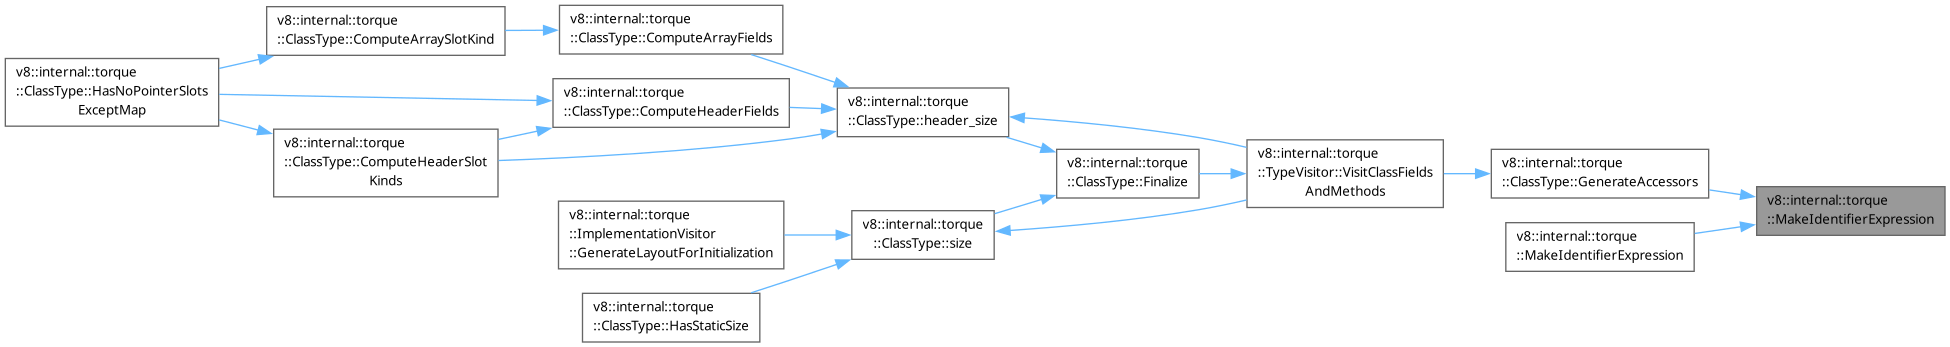 v8::internal::torque
::ClassType::HasNoPointerSlots
ExceptMap
v8::internal::torque
::ClassType::ComputeArraySlotKind
v8::internal::torque
::ClassType::ComputeHeaderSlot
Kinds
v8::internal::torque
::ClassType::ComputeArrayFields
v8::internal::torque
::ClassType::ComputeHeaderFields
v8::internal::torque
::ImplementationVisitor
::GenerateLayoutForInitialization
v8::internal::torque
::ClassType::HasStaticSize
v8::internal::torque
::ClassType::header_size
v8::internal::torque
::ClassType::size
v8::internal::torque
::ClassType::Finalize
v8::internal::torque
::TypeVisitor::VisitClassFields
AndMethods
v8::internal::torque
::ClassType::GenerateAccessors
v8::internal::torque
::MakeIdentifierExpression
v8::internal::torque
::MakeIdentifierExpression